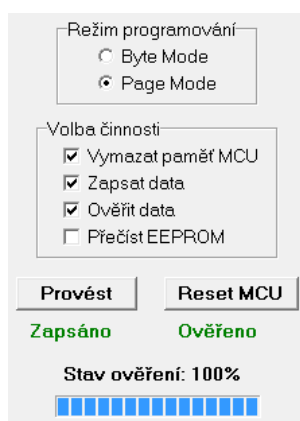 Režim programování
Byte Mode
Page Mode
Volba činnosti
Vymazat paměť MCU
Zapsat data
Ověřit data
Přečíst EEPROM
Provést Reset MCU
Zapsáno Ověřeno
Stav ověření: 100%